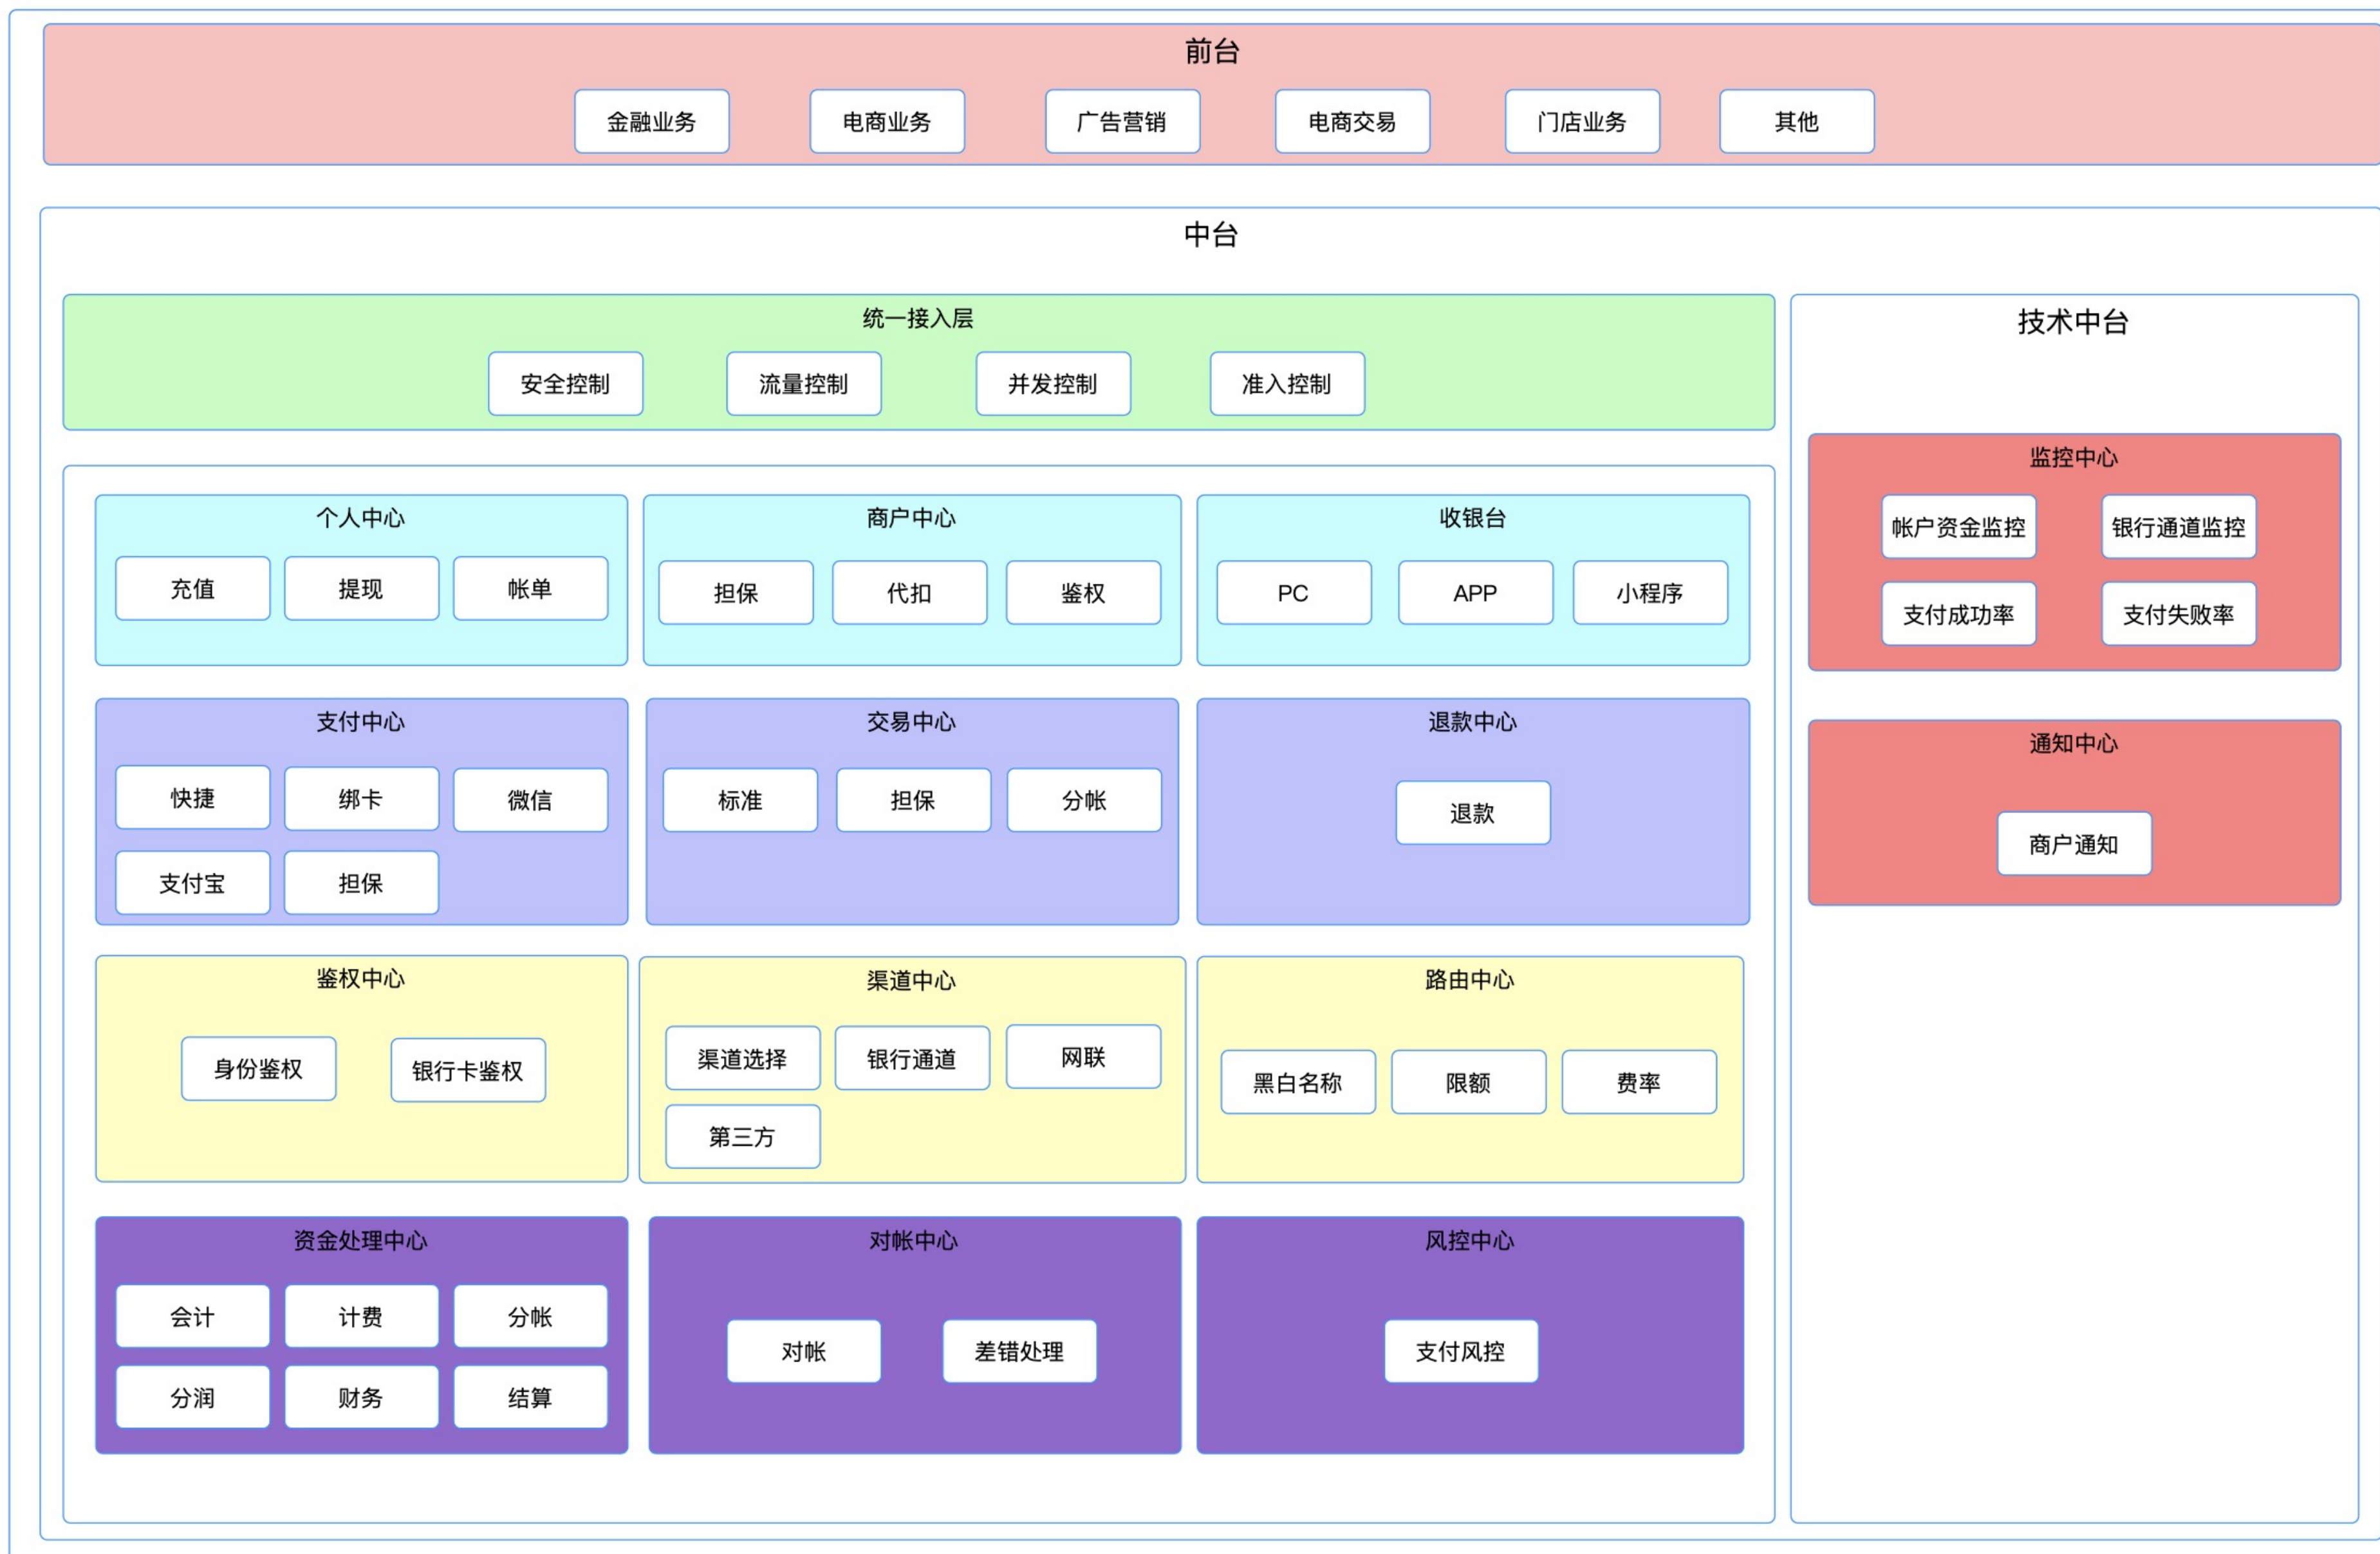 前台
金融业务
电商业务
广告营销
电商交易
门店业务
其他
中台
统一接入层
安全控制
流量控制
并发控制
准入控制
个人中心
充值
提现
帐单
商户中心
担保
代扣
鉴权
收银台
PC
APP
小程序
支付中心
快捷
绑卡
微信
支付宝
担保
交易中心
标准
担保
分帐
退款中心
退款
鉴权中心
身份鉴权
银行卡鉴权
渠道中心
渠道选择
银行通道
网联
第三方
路由中心
黑白名称
限额
费率
资金处理中心
会计
计费
分帐
分润
财务
结算
对帐中心
对帐
差错处理
风控中心
支付风控
技术中台
监控中心
帐户资金监控
银行通道监控
支付成功率
支付失败率
通知中心
商户通知